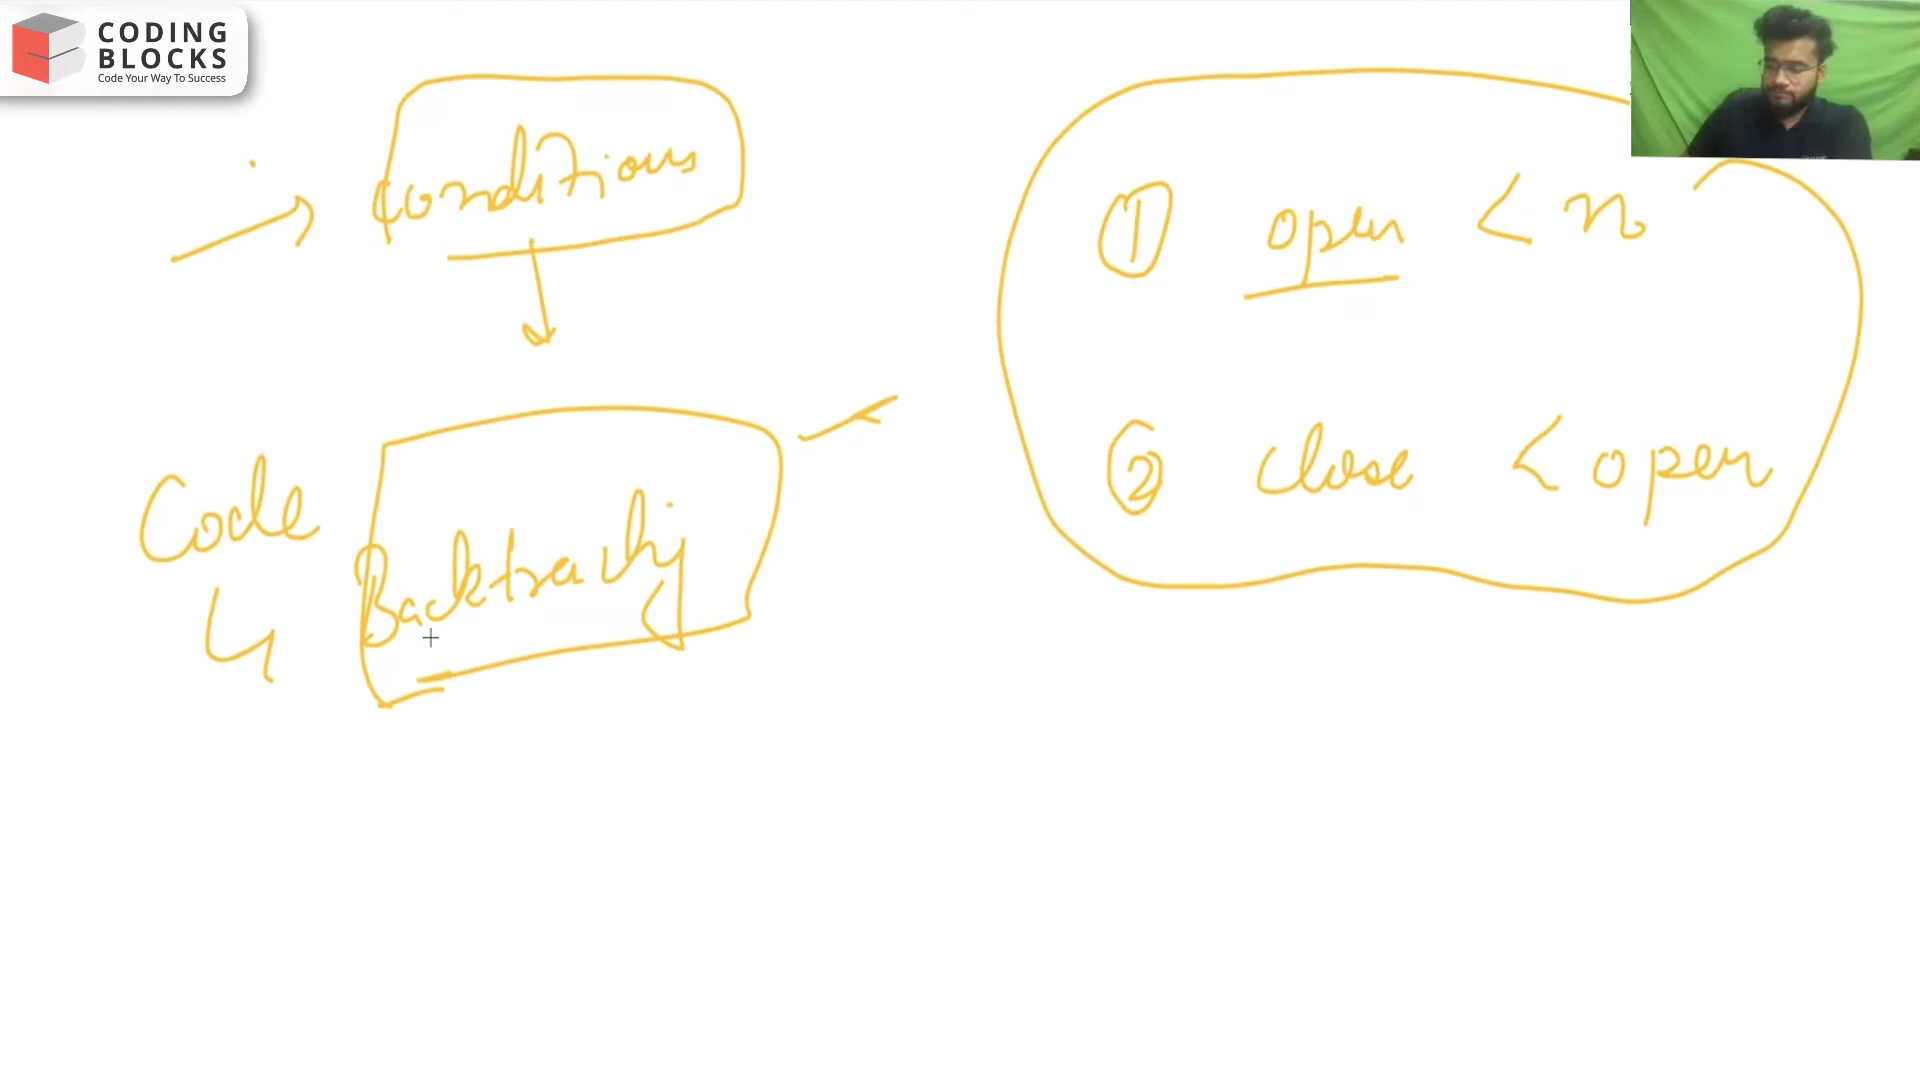 CODING
BLOCKS
Code Your Way To Success
conditions
① open < n
② close < open
Code
Backtracking